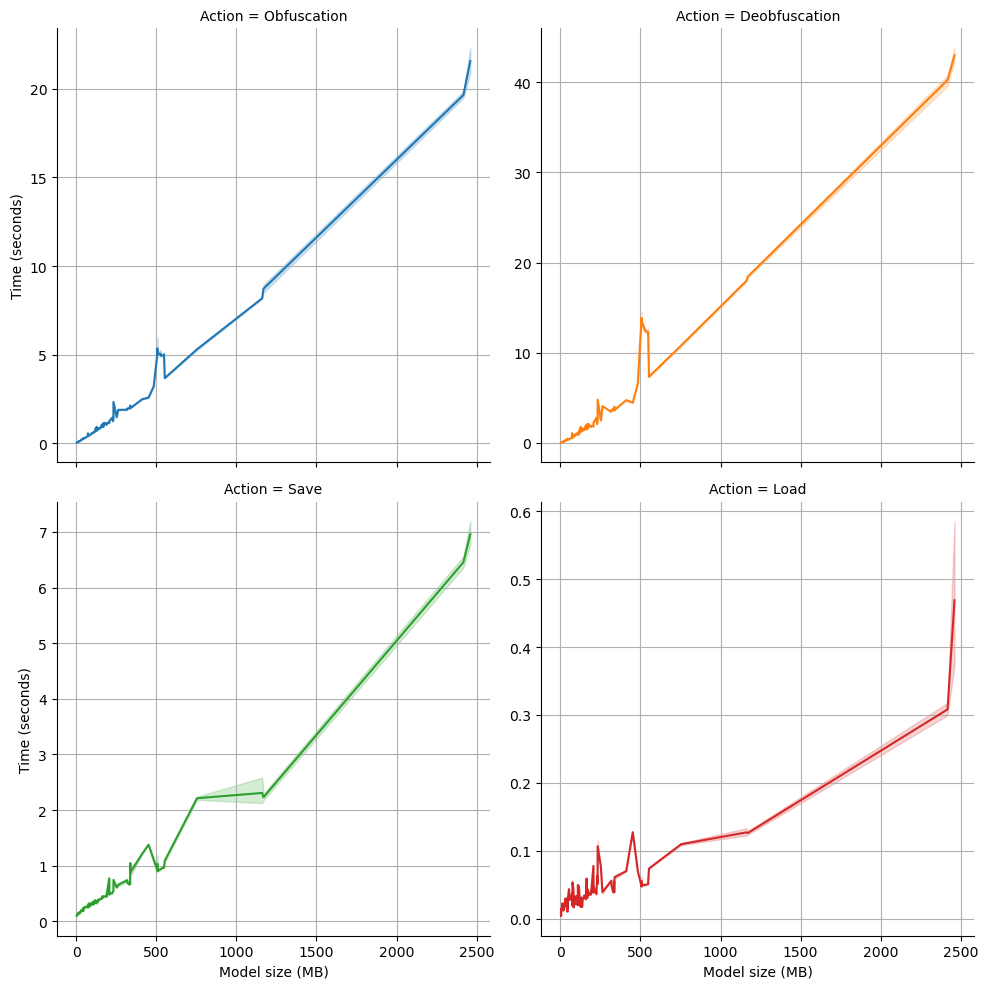 Action = Obfuscation
Action = Deobfuscation
Time (seconds)
20
15
10
5
0
40
30
20
10
0
Action = Save
Action = Load
Time (seconds)
7
6
5
4
3
2
1
0
0.6
0.5
0.4
0.3
0.2
0.1
0.0
0 500 1000 1500 2000 2500
0 500 1000 1500 2000 2500
Model size (MB)
Model size (MB)